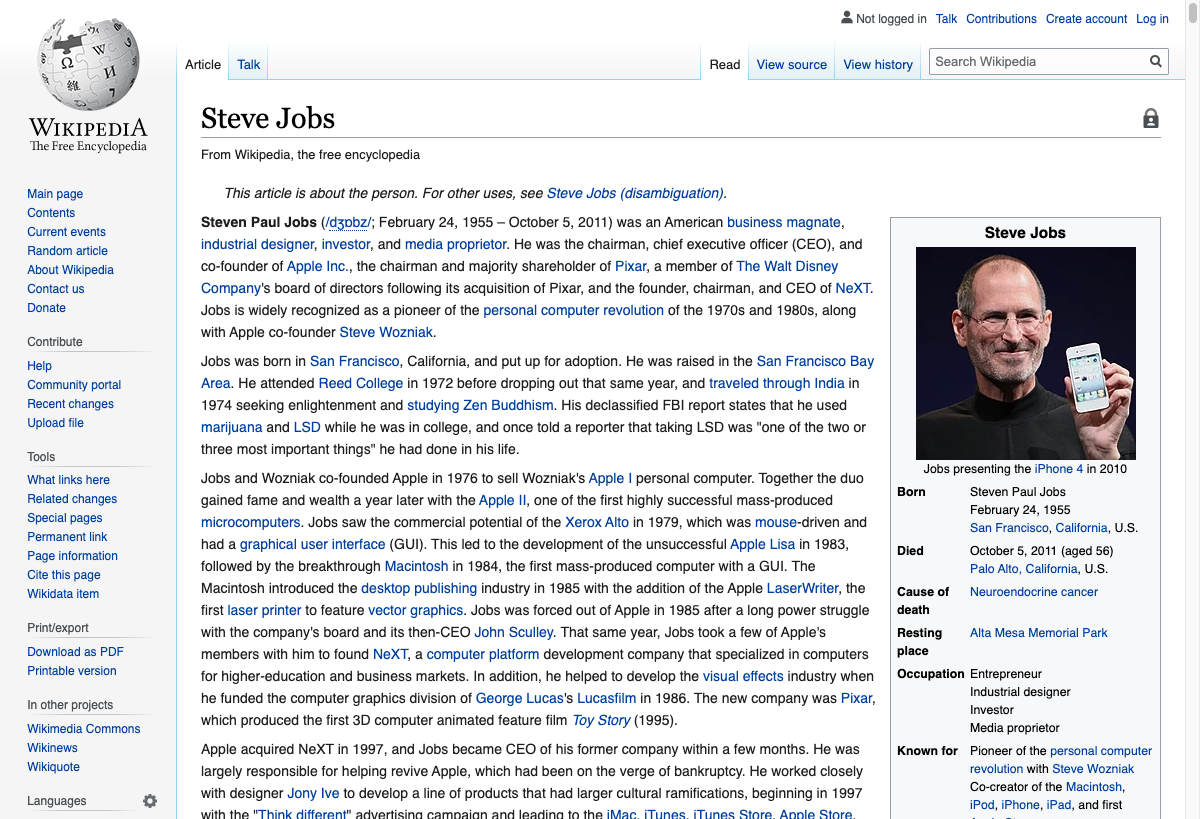 Not logged in Talk Contributions Create account Log in
Article Talk Read View source View history Search Wikipedia
WIKIPEDIA
The Free Encyclopedia
Main page
Contents
Current events
Random article
About Wikipedia
Contact us
Donate
Contribute
Help
Community portal
Recent changes
Upload file
Tools
What links here
Related changes
Special pages
Permanent link
Page information
Cite this page
Wikidata item
Print/export
Download as PDF
Printable version
In other projects
Wikimedia Commons
Wikinews
Wikiquote
Languages
Steve Jobs
From Wikipedia, the free encyclopedia
This article is about the person. For other uses, see Steve Jobs (disambiguation).
Steven Paul Jobs (/dʒɒbz/; February 24, 1955 – October 5, 2011) was an American business magnate,
industrial designer, investor, and media proprietor. He was the chairman, chief executive officer (CEO), and
co-founder of Apple Inc., the chairman and majority shareholder of Pixar, a member of The Walt Disney
Company's board of directors following its acquisition of Pixar, and the founder, chairman, and CEO of NeXT.
Jobs is widely recognized as a pioneer of the personal computer revolution of the 1970s and 1980s, along
with Apple co-founder Steve Wozniak.
Jobs was born in San Francisco, California, and put up for adoption. He was raised in the San Francisco Bay
Area. He attended Reed College in 1972 before dropping out that same year, and traveled through India in
1974 seeking enlightenment and studying Zen Buddhism. His declassified FBI report states that he used
marijuana and LSD while he was in college, and once told a reporter that taking LSD was "one of the two or
three most important things" he had done in his life.
Jobs and Wozniak co-founded Apple in 1976 to sell Wozniak's Apple I personal computer. Together the duo
gained fame and wealth a year later with the Apple II, one of the first highly successful mass-produced
microcomputers. Jobs saw the commercial potential of the Xerox Alto in 1979, which was mouse-driven and
had a graphical user interface (GUI). This led to the development of the unsuccessful Apple Lisa in 1983,
followed by the breakthrough Macintosh in 1984, the first mass-produced computer with a GUI. The
Macintosh introduced the desktop publishing industry in 1985 with the addition of the Apple LaserWriter, the
first laser printer to feature vector graphics. Jobs was forced out of Apple in 1985 after a long power struggle
with the company's board and its then-CEO John Sculley. That same year, Jobs took a few of Apple's
members with him to found NeXT, a computer platform development company that specialized in computers
for higher-education and business markets. In addition, he helped to develop the visual effects industry when
he funded the computer graphics division of George Lucas's Lucasfilm in 1986. The new company was Pixar,
which produced the first 3D computer animated feature film Toy Story (1995).
Apple acquired NeXT in 1997, and Jobs became CEO of his former company within a few months. He was
largely responsible for helping revive Apple, which had been on the verge of bankruptcy. He worked closely
with designer Jony Ive to develop a line of products that had larger cultural ramifications, beginning in 1997
with the "Think different" advertising campaign and leading to the iMac, iTunes, iTunes Store, Apple Store,
Steve Jobs
Jobs presenting the iPhone 4 in 2010
Born Steven Paul Jobs
February 24, 1955
San Francisco, California, U.S.
Died October 5, 2011 (aged 56)
Palo Alto, California, U.S.
Cause of death Neuroendocrine cancer
Resting place Alta Mesa Memorial Park
Occupation Entrepreneur
Industrial designer
Investor
Media proprietor
Known for Pioneer of the personal computer
revolution with Steve Wozniak
Co-creator of the Macintosh,
iPod, iPhone, iPad, and first